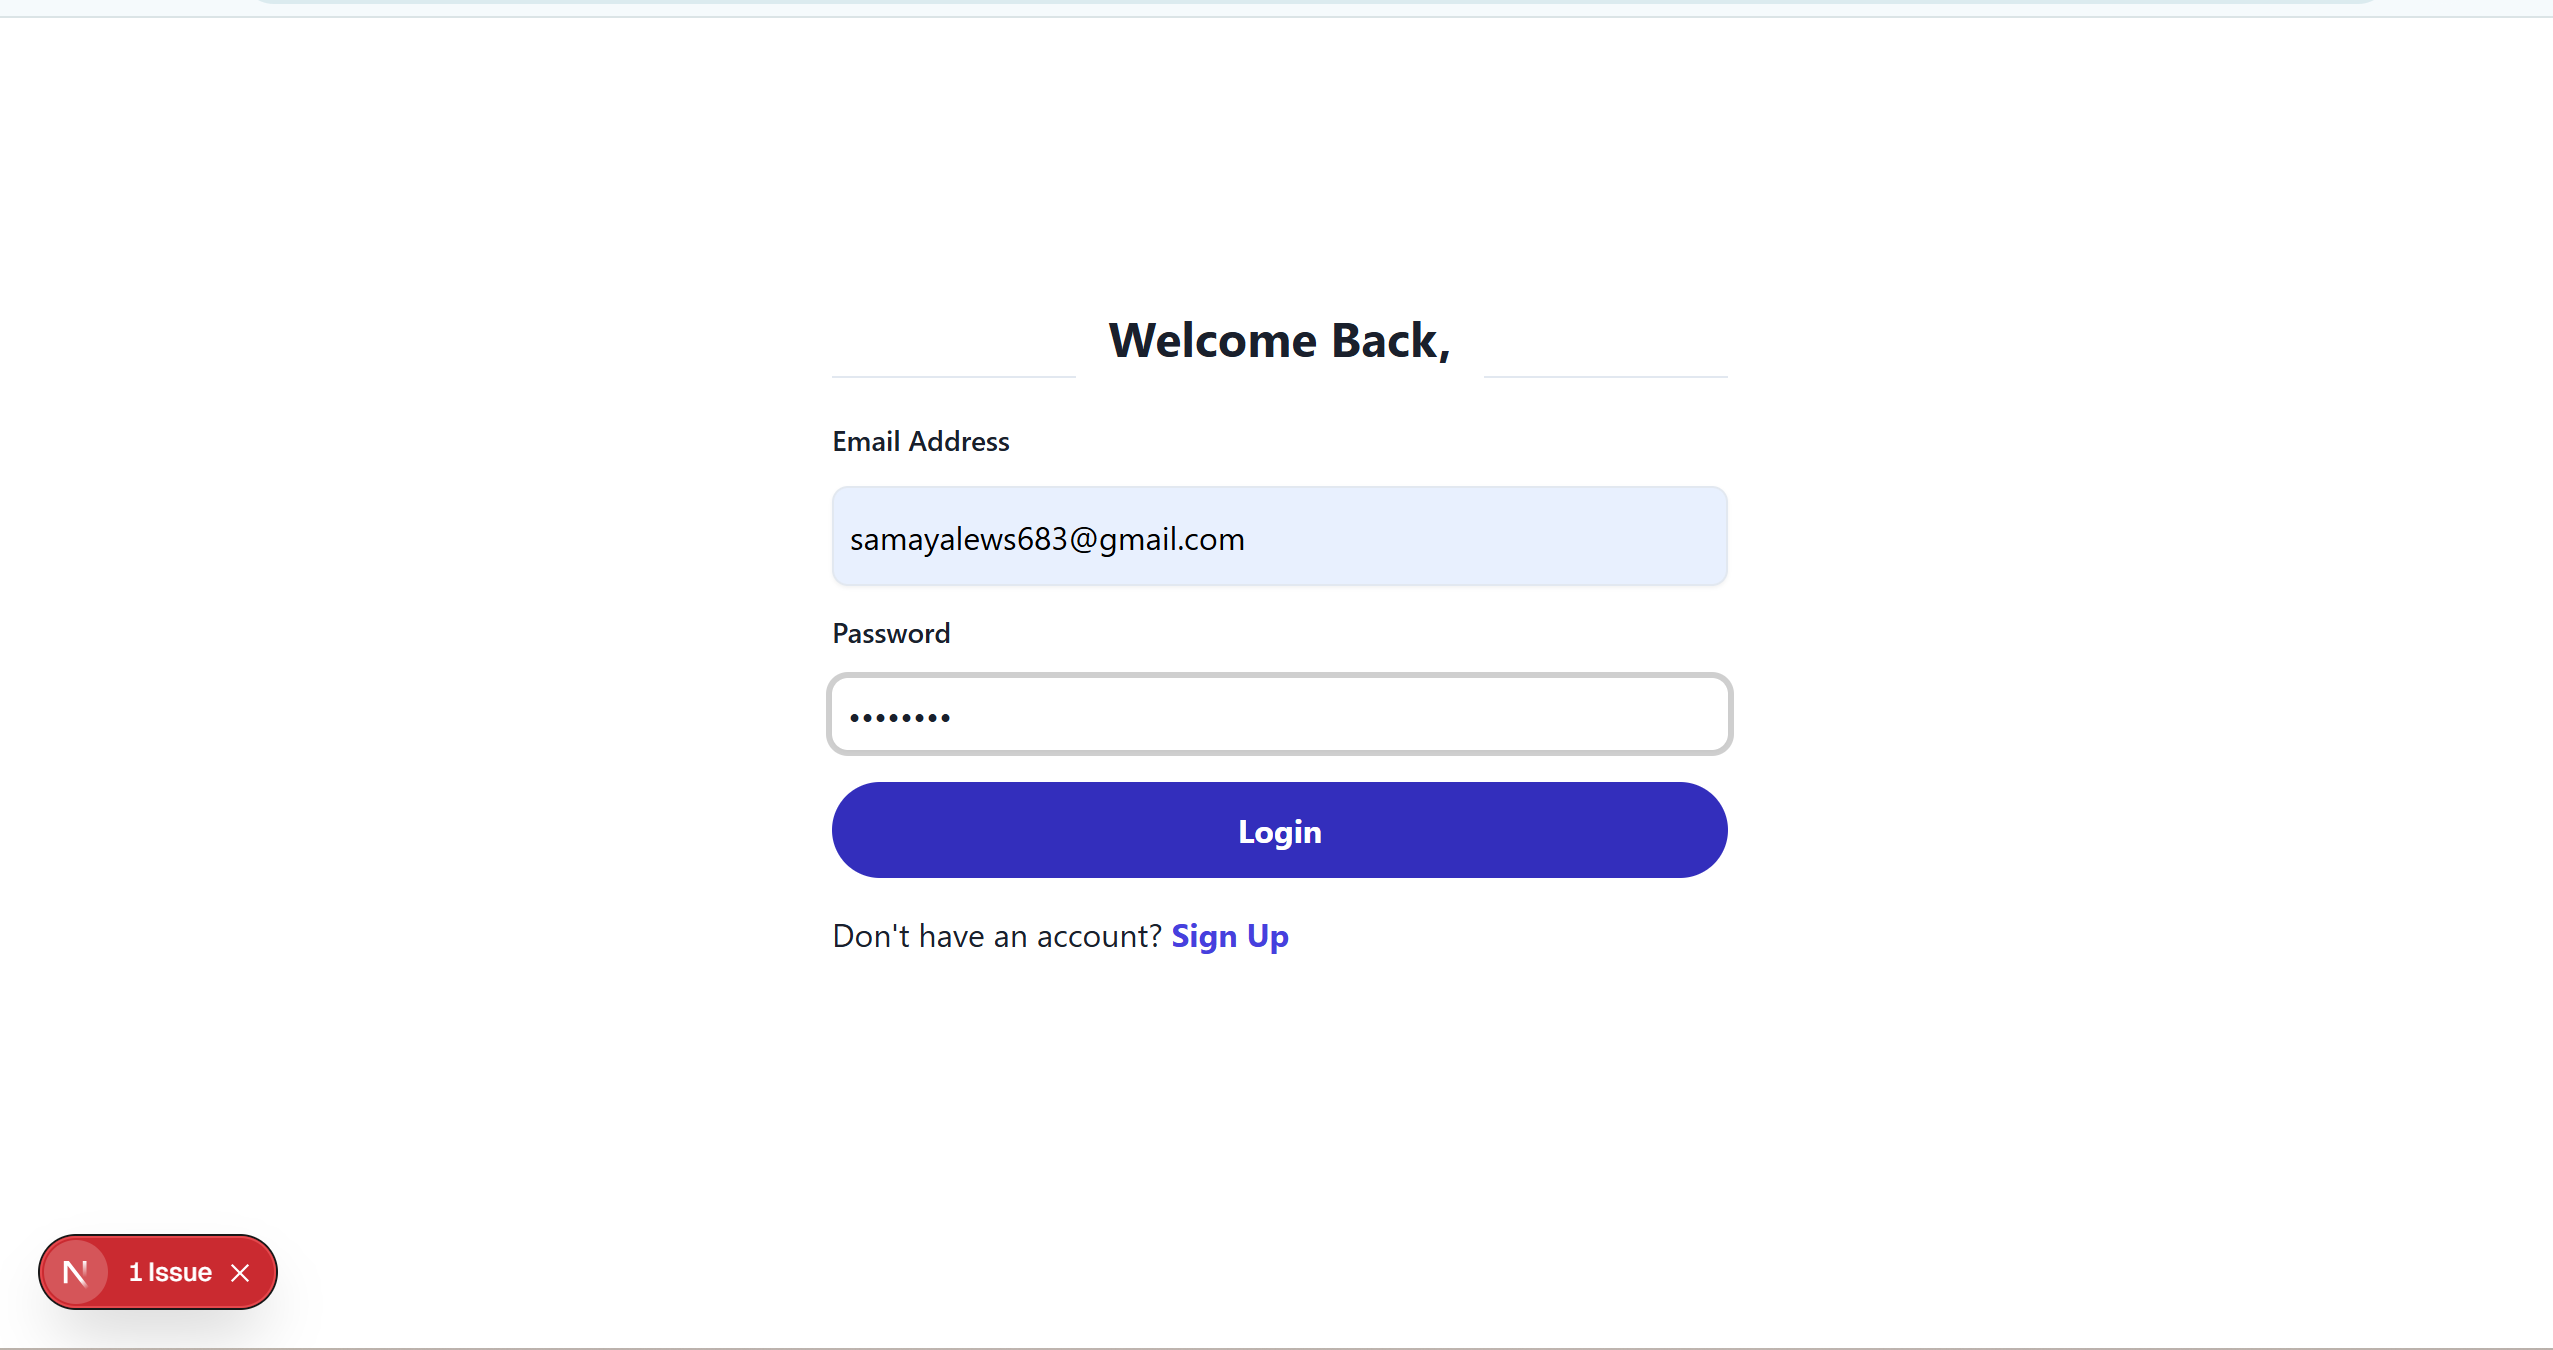 Welcome Back,
Email Address
samayalews683@gmail.com
Password
••••••••
Login
Don't have an account? Sign Up
N 1 Issue ×